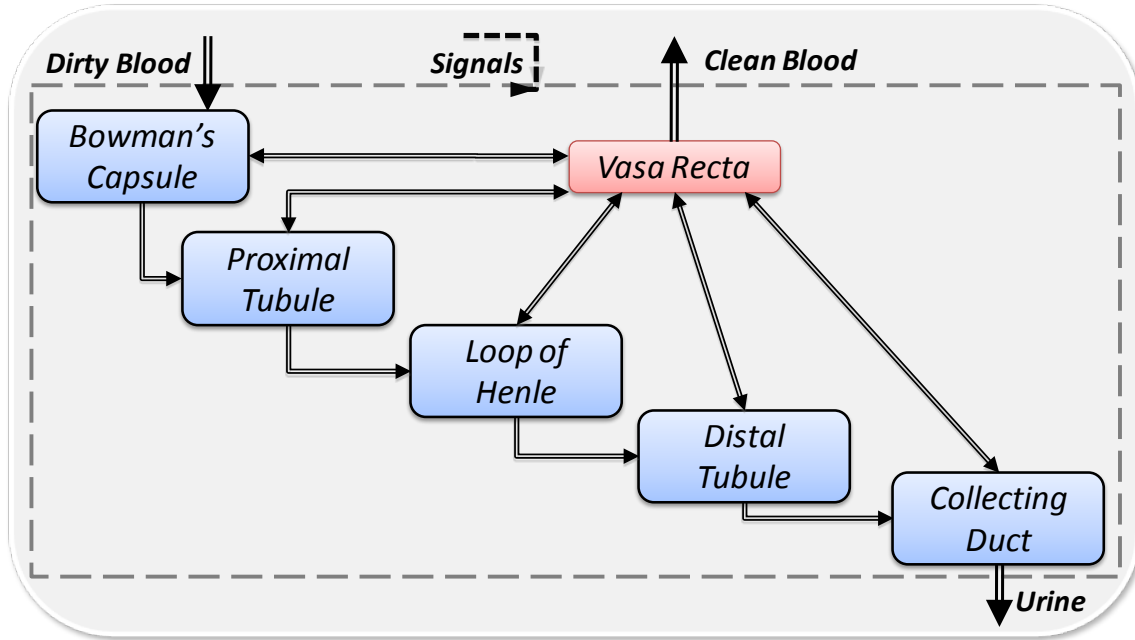 Dirty Blood
Signals
Clean Blood
Bowman's
Capsule
Vasa Recta
Proximal
Tubule
Loop of
Henle
Distal
Tubule
Collecting
Duct
Urine